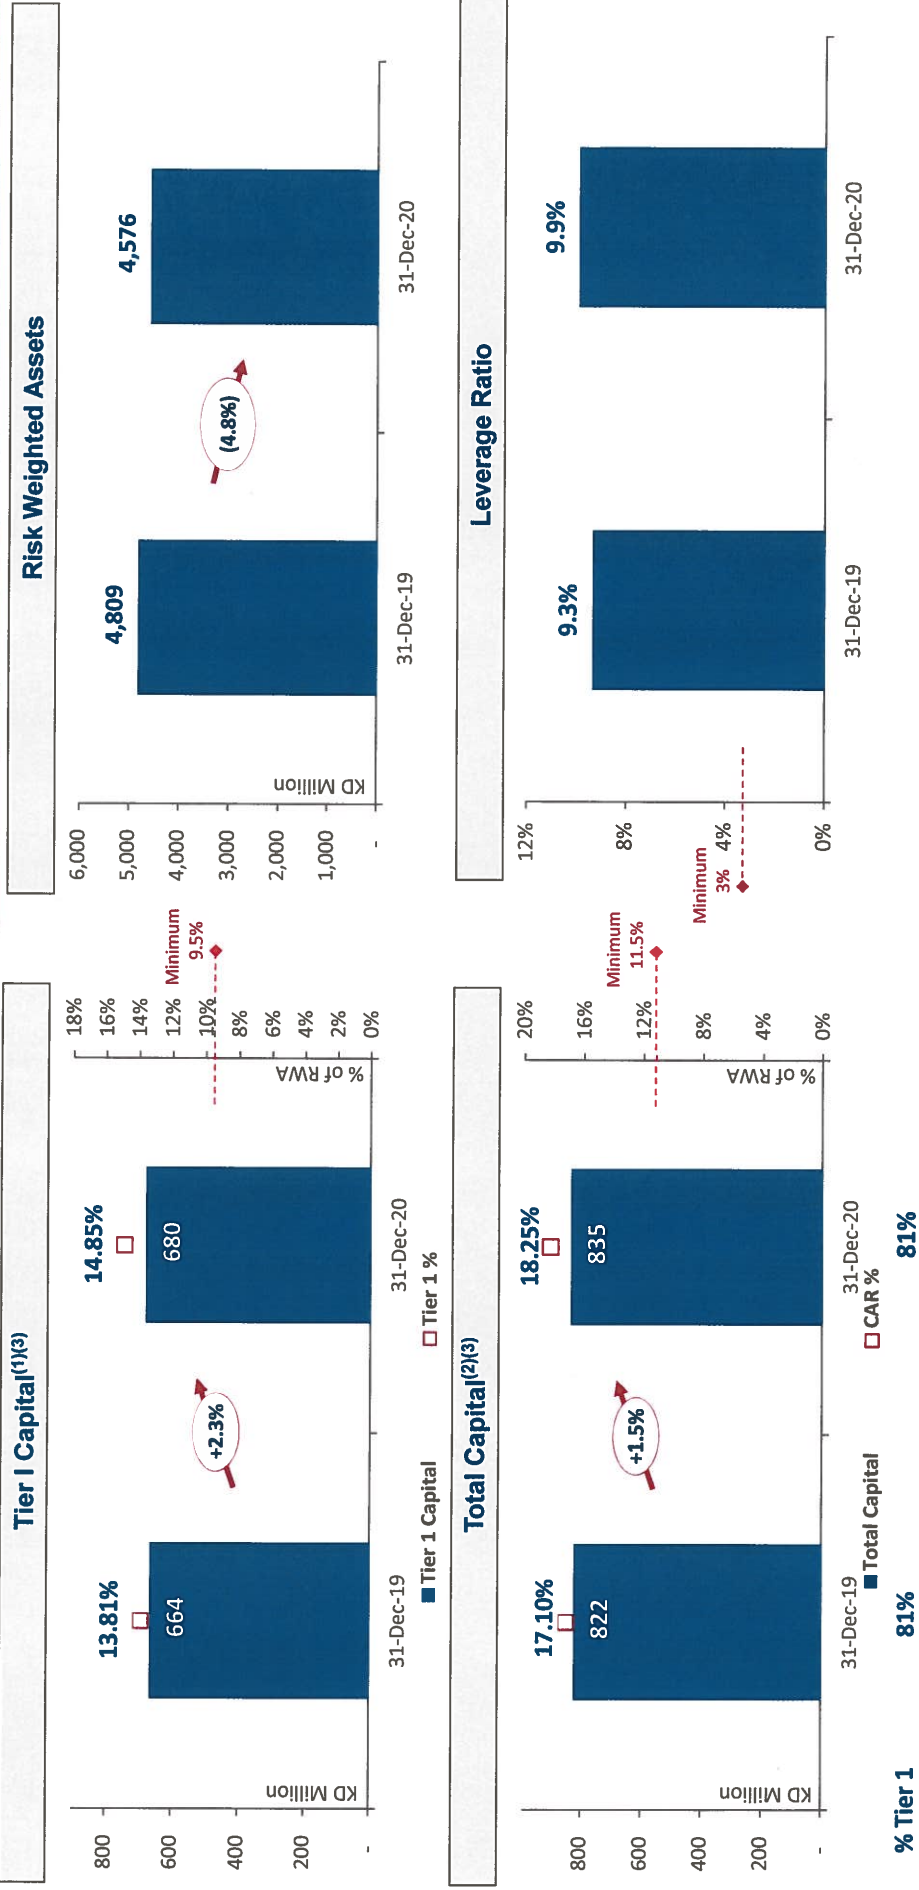 Tier I Capital(1)(3)
KD Million
800
600
400
200
-
13.81%
664
31-Dec-19
+2.3%
14.85%
680
31-Dec-20
18%
16%
14%
12%
10%
8%
6%
4%
2%
0%
% of RWA
Minimum
9.5%
Tier 1 Capital
Tier 1 %
Risk Weighted Assets
6,000
5,000
4,000
3,000
2,000
1,000
-
KD Million
4,809
31-Dec-19
(4.8%)
4,576
31-Dec-20
Total Capital(2)(3)
KD Million
800
600
400
200
-
17.10%
822
31-Dec-19
+1.5%
18.25%
835
31-Dec-20
20%
16%
12%
8%
4%
0%
% of RWA
Minimum
11.5%
Total Capital
CAR %
% Tier 1 81% 81%
Leverage Ratio
12%
8%
4%
0%
Minimum
3%
9.3%
31-Dec-19
9.9%
31-Dec-20